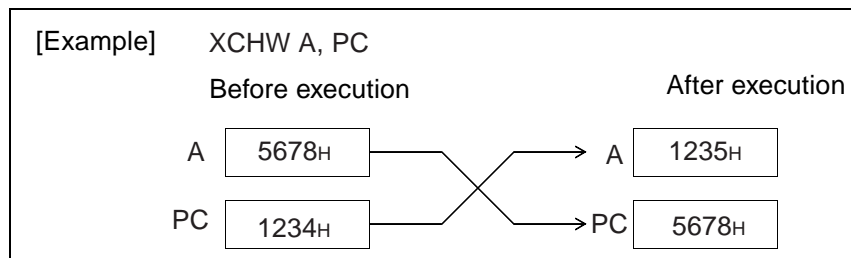 [Example] XCHW A, PC
Before execution After execution
A 5678H A 1235H
PC 1234H PC 5678H